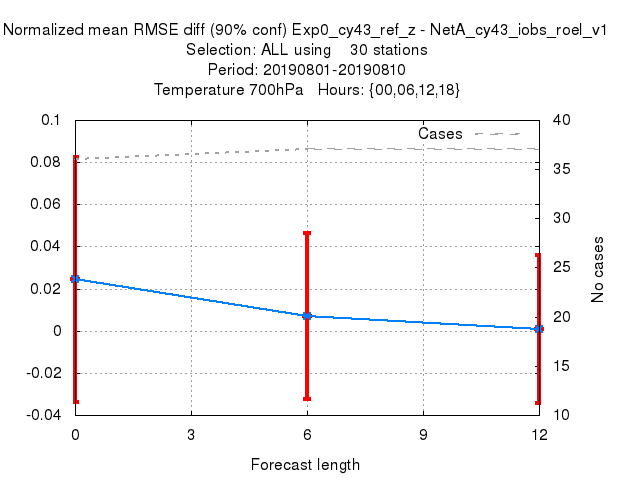 Normalized mean RMSE diff (90% conf) Exp0_cy43_ref_z - NetA_cy43_iobs_roel_v1
Selection: ALL using 30 stations
Period: 20190801-20190810
Temperature 700hPa Hours: {00,06,12,18}
Cases
0.1
0.08
0.06
0.04
0.02
0
-0.02
-0.04
40
35
30
25
20
15
10
No cases
0 3 6 9 12
Forecast length